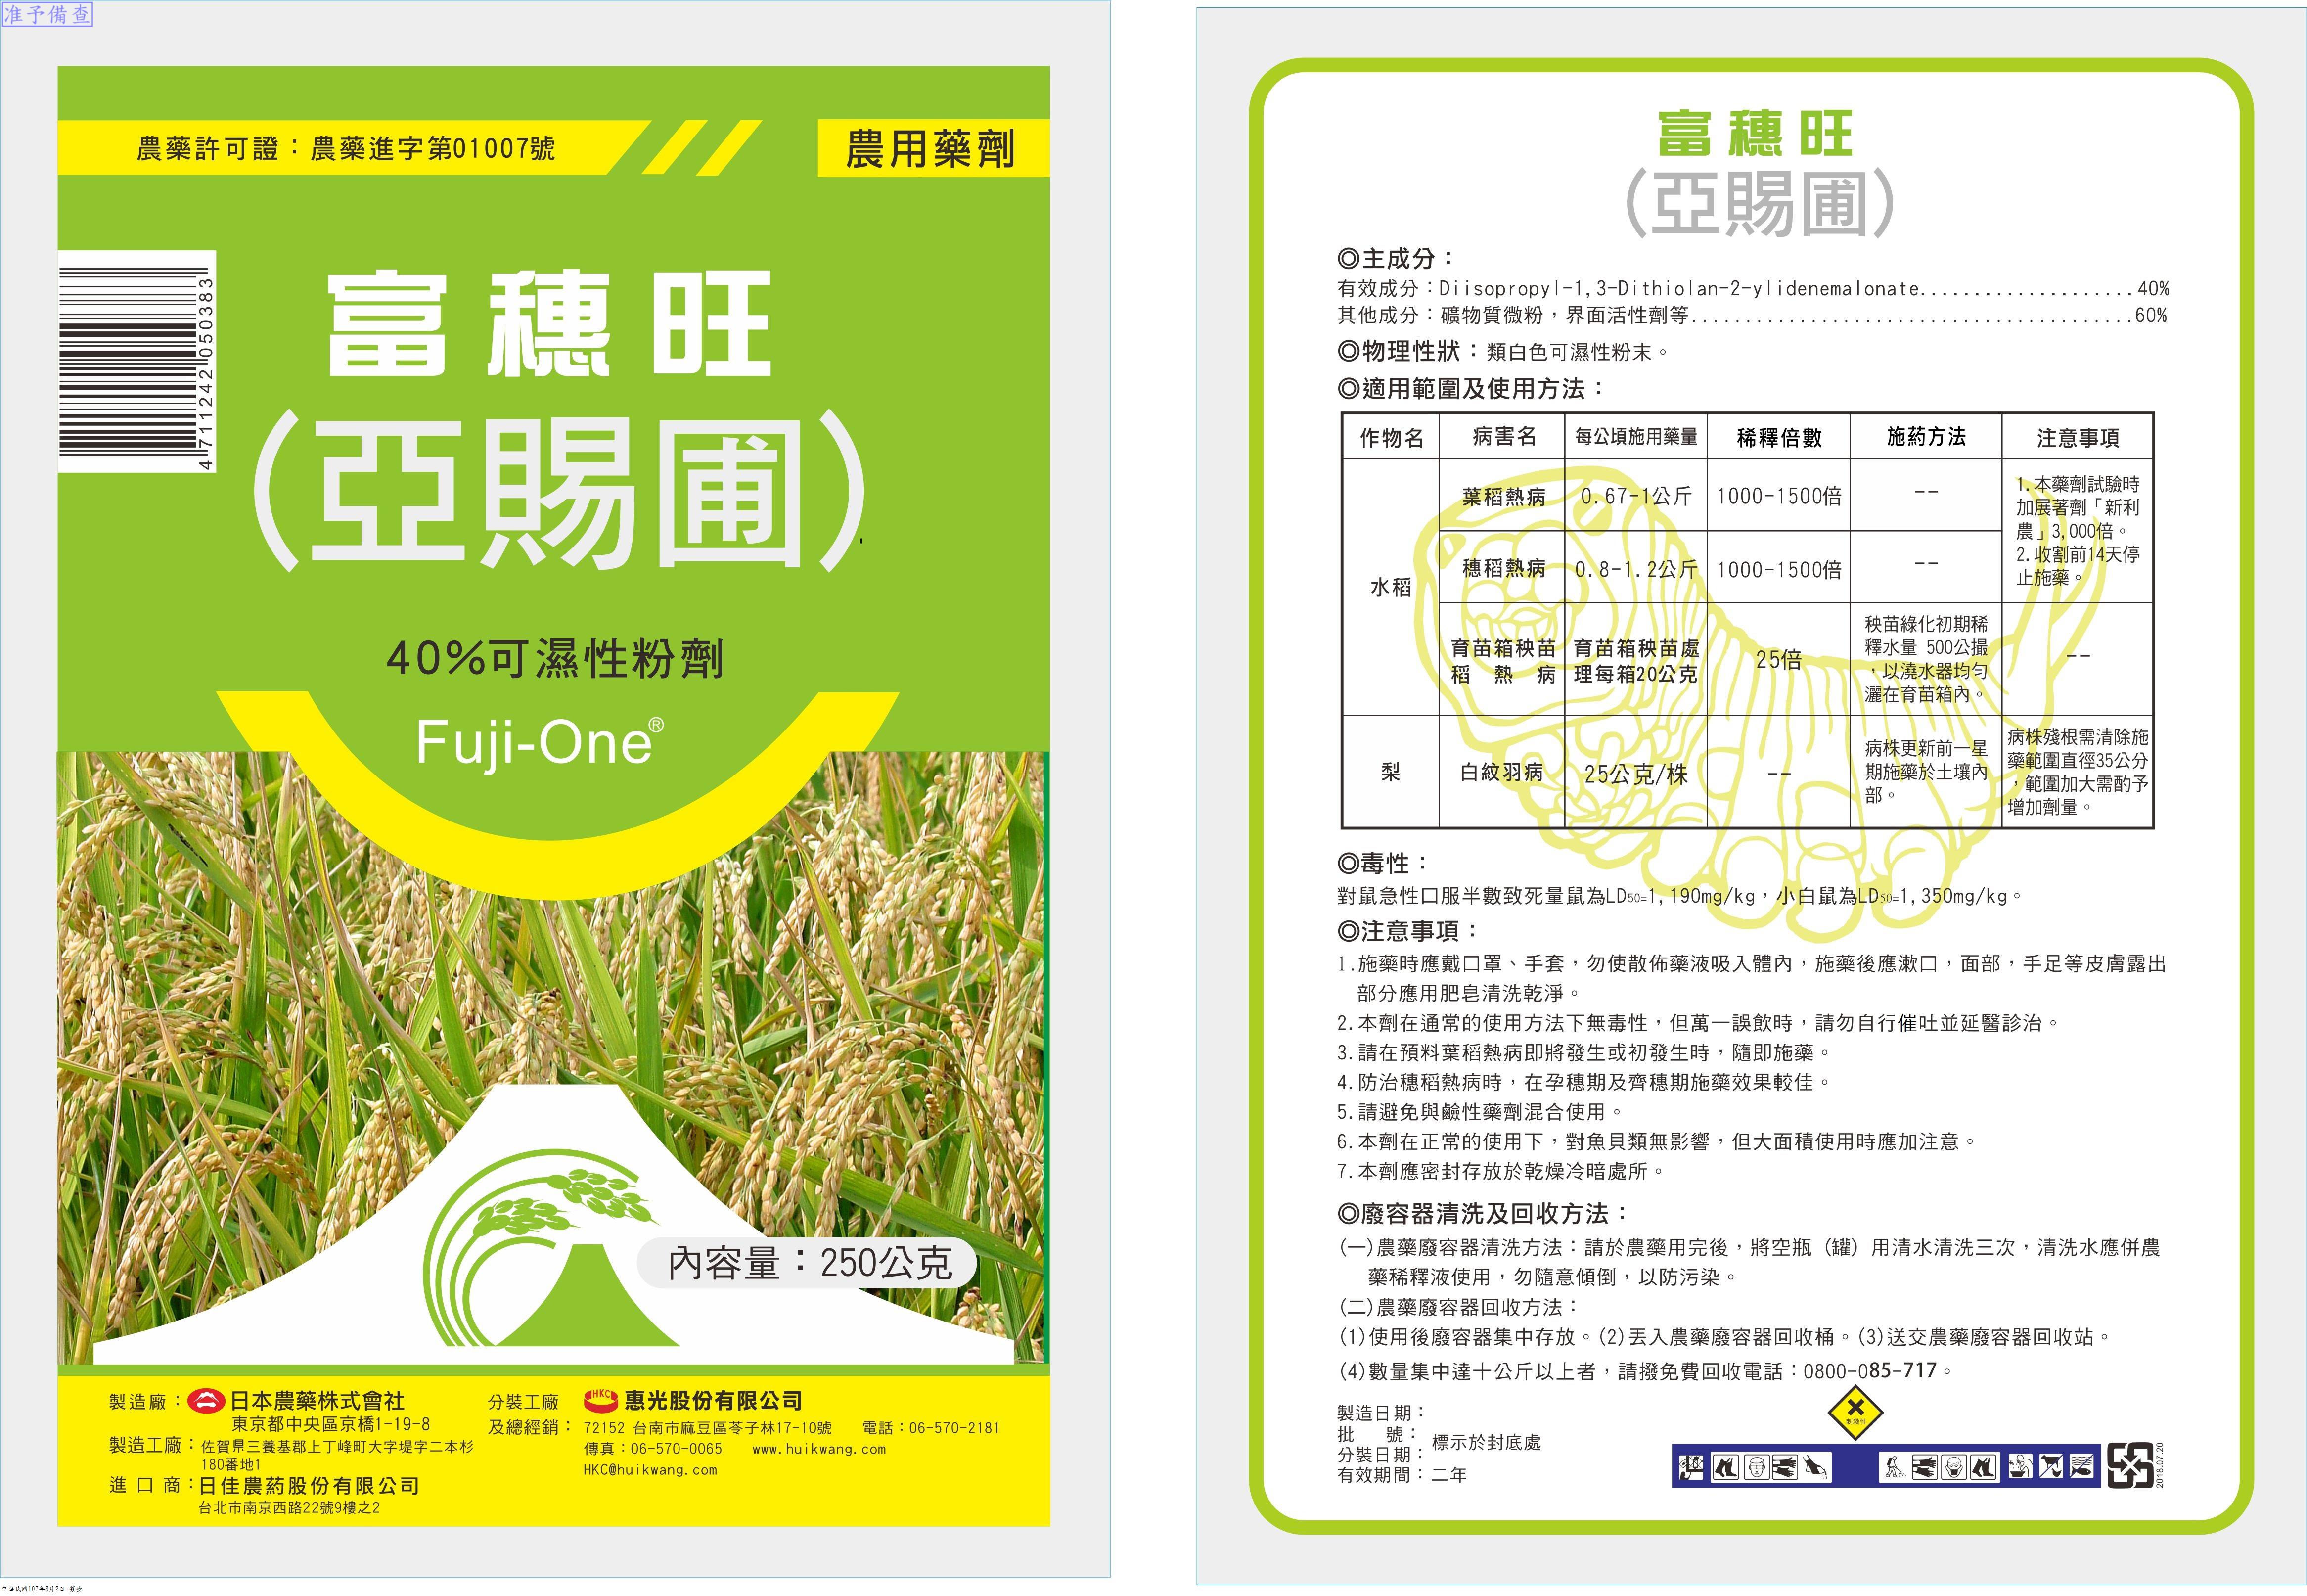 准予備查
農藥許可證：農藥進字第01007號
農用藥劑
4711242050383
富穗旺
(亞賜圃)
40%可濕性粉劑
Fuji-One®
內容量：250公克
製造廠：日本農藥株式會社
東京都中央區京橋1-19-8
製造工廠：佐賀県三養基郡上丁峰町大字堤字二本杉
180番地1
進口商：日佳農葯股份有限公司
台北市南京西路22號9樓之2
分裝工廠
及總經銷：
HKC 惠光股份有限公司
72152 台南市麻豆區苓子林17-10號 電話：06-570-2181
傳真：06-570-0065 www.huikwang.com
HKC@huikwang.com
中華民國107年8月2日 簽發
富穗旺
(亞賜圃)
◎主成分：
有效成分：Diisopropyl-1,3-Dithiolan-2-ylidenemalonate....................40%
其他成分：礦物質微粉，界面活性劑等.........................................60%
◎物理性狀：類白色可濕性粉末。
◎適用範圍及使用方法：
作物名 病害名 每公頃施用藥量 稀釋倍數 施葯方法 注意事項
水稻
葉稻熱病 0.67-1公斤 1000-1500倍 --
穗稻熱病 0.8-1.2公斤 1000-1500倍 --
1.本藥劑試驗時
加展著劑「新利
農」3,000倍。
2.收割前14天停
止施藥。
育苗箱秧苗
稻熱病
育苗箱秧苗處
理每箱20公克
25倍
秧苗綠化初期稀
釋水量 500公撮
，以澆水器均勻
灑在育苗箱內。
--
梨 白紋羽病 25公克/株 --
病株更新前一星
期施藥於土壤內
部。
病株殘根需清除施
藥範圍直徑35公分
，範圍加大需酌予
增加劑量。
◎毒性：
對鼠急性口服半數致死量鼠為LD50=1,190mg/kg，小白鼠為LD50=1,350mg/kg。
◎注意事項：
1.施藥時應戴口罩、手套，勿使散佈藥液吸入體內，施藥後應漱口，面部，手足等皮膚露出
部分應用肥皂清洗乾淨。
2.本劑在通常的使用方法下無毒性，但萬一誤飲時，請勿自行催吐並延醫診治。
3.請在預料葉稻熱病即將發生或初發生時，隨即施藥。
4.防治穗稻熱病時，在孕穗期及齊穗期施藥效果較佳。
5.請避免與鹼性藥劑混合使用。
6.本劑在正常的使用下，對魚貝類無影響，但大面積使用時應加注意。
7.本劑應密封存放於乾燥冷暗處所。
◎廢容器清洗及回收方法：
(一)農藥廢容器清洗方法：請於農藥用完後，將空瓶（罐）用清水清洗三次，清洗水應併農
藥稀釋液使用，勿隨意傾倒，以防污染。
(二)農藥廢容器回收方法：
(1)使用後廢容器集中存放。(2)丟入農藥廢容器回收桶。(3)送交農藥廢容器回收站。
(4)數量集中達十公斤以上者，請撥免費回收電話：0800-085-717。
製造日期：
批號：
分裝日期：
標示於封底處
有效期間：二年
刺激性
2018.07.20